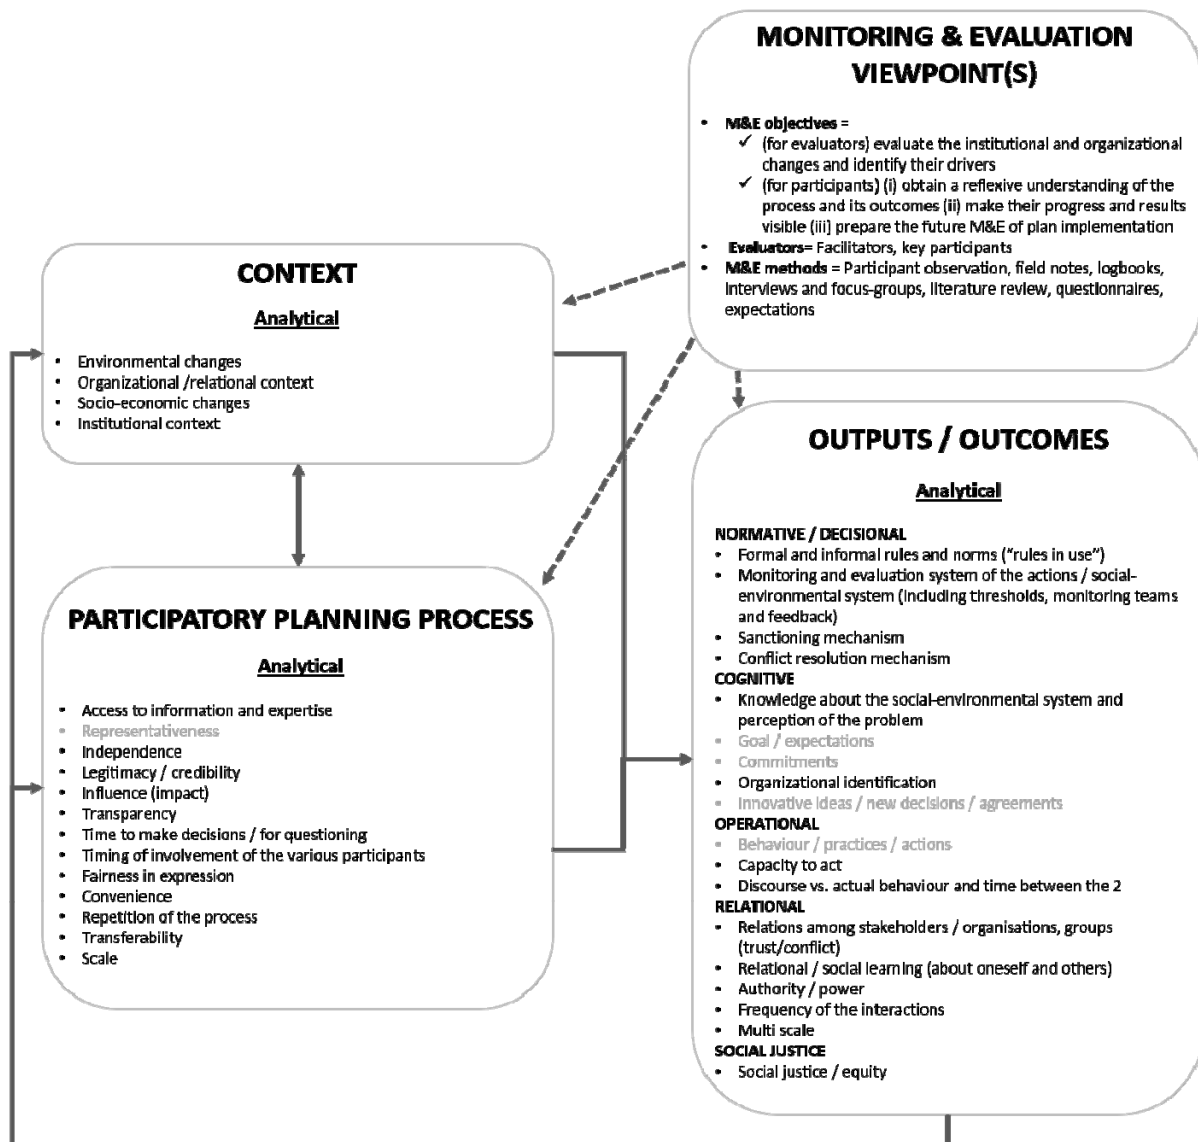 MONITORING & EVALUATION
VIEWPOINT(S)
• M&E objectives =
✓ (for evaluators) evaluate the institutional and organizational
changes and identify their drivers
✓ (for participants) (i) obtain a reflexive understanding of the
process and its outcomes (ii) make their progress and results
visible (iii) prepare the future M&E of plan implementation
• Evaluators= Facilitators, key participants
• M&E methods = Participant observation, field notes, logbooks,
interviews and focus-groups, literature review, questionnaires,
expectations
CONTEXT
Analytical
• Environmental changes
• Organizational /relational context
• Socio-economic changes
• Institutional context
PARTICIPATORY PLANNING PROCESS
Analytical
• Access to information and expertise
• Representativeness
• Independence
• Legitimacy / credibility
• Influence (impact)
• Transparency
• Time to make decisions / for questioning
• Timing of involvement of the various participants
• Fairness in expression
• Convenience
• Repetition of the process
• Transferability
• Scale
OUTPUTS / OUTCOMES
Analytical
NORMATIVE / DECISIONAL
• Formal and informal rules and norms (“rules in use”)
• Monitoring and evaluation system of the actions / social-
environmental system (including thresholds, monitoring teams
and feedback)
• Sanctioning mechanism
• Conflict resolution mechanism
COGNITIVE
• Knowledge about the social-environmental system and
perception of the problem
• Goal / expectations
• Commitments
• Organizational identification
• Innovative ideas / new decisions / agreements
OPERATIONAL
• Behaviour / practices / actions
• Capacity to act
• Discourse vs. actual behaviour and time between the 2
RELATIONAL
• Relations among stakeholders / organisations, groups
(trust/conflict)
• Relational / social learning (about oneself and others)
• Authority / power
• Frequency of the interactions
• Multi scale
SOCIAL JUSTICE
• Social justice / equity